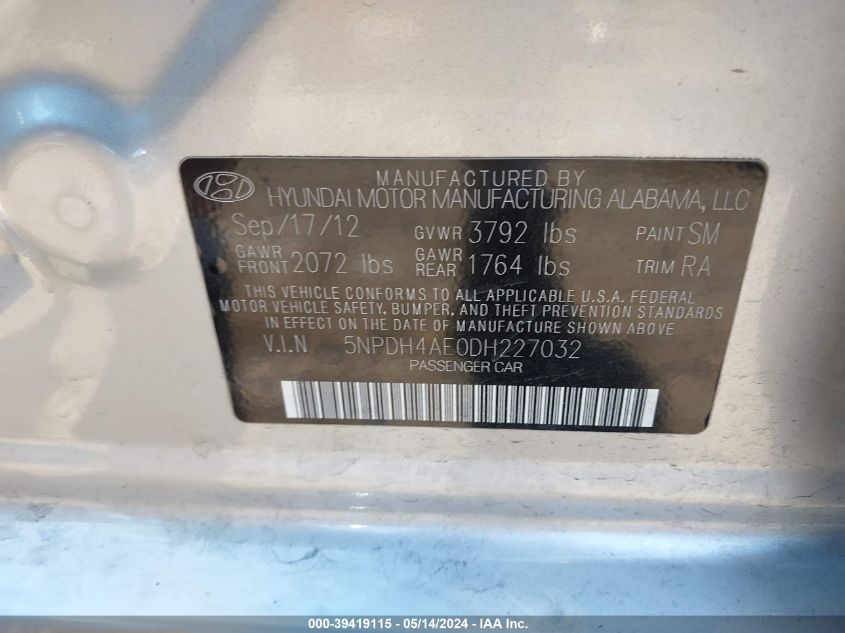 MANUFACTURED BY
HYUNDAI MOTOR MANUFACTURING ALABAMA, LLC
Sep/17/12 GVWR 3792 lbs PAINT SM
GAWR FRONT 2072 lbs GAWR REAR 1764 lbs TRIM RA
THIS VEHICLE CONFORMS TO ALL APPLICABLE U.S.A. FEDERAL
MOTOR VEHICLE SAFETY, BUMPER, AND THEFT PREVENTION STANDARDS
IN EFFECT ON THE DATE OF MANUFACTURE SHOWN ABOVE.
V.I.N 5NPDH4AE0DH227032
PASSENGER CAR
000-39419115 - 05/14/2024 - IAA Inc.